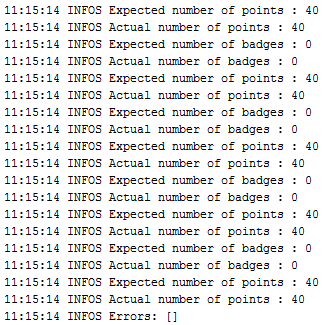 11:15:14 INFOS Expected number of points : 40
11:15:14 INFOS Actual number of points : 40
11:15:14 INFOS Expected number of badges : 0
11:15:14 INFOS Actual number of badges : 0
11:15:14 INFOS Expected number of points : 40
11:15:14 INFOS Actual number of points : 40
11:15:14 INFOS Expected number of badges : 0
11:15:14 INFOS Actual number of badges : 0
11:15:14 INFOS Expected number of points : 40
11:15:14 INFOS Actual number of points : 40
11:15:14 INFOS Expected number of badges : 0
11:15:14 INFOS Actual number of badges : 0
11:15:14 INFOS Expected number of points : 40
11:15:14 INFOS Actual number of points : 40
11:15:14 INFOS Expected number of badges : 0
11:15:14 INFOS Actual number of badges : 0
11:15:14 INFOS Expected number of points : 40
11:15:14 INFOS Actual number of points : 40
11:15:14 INFOS Errors: []